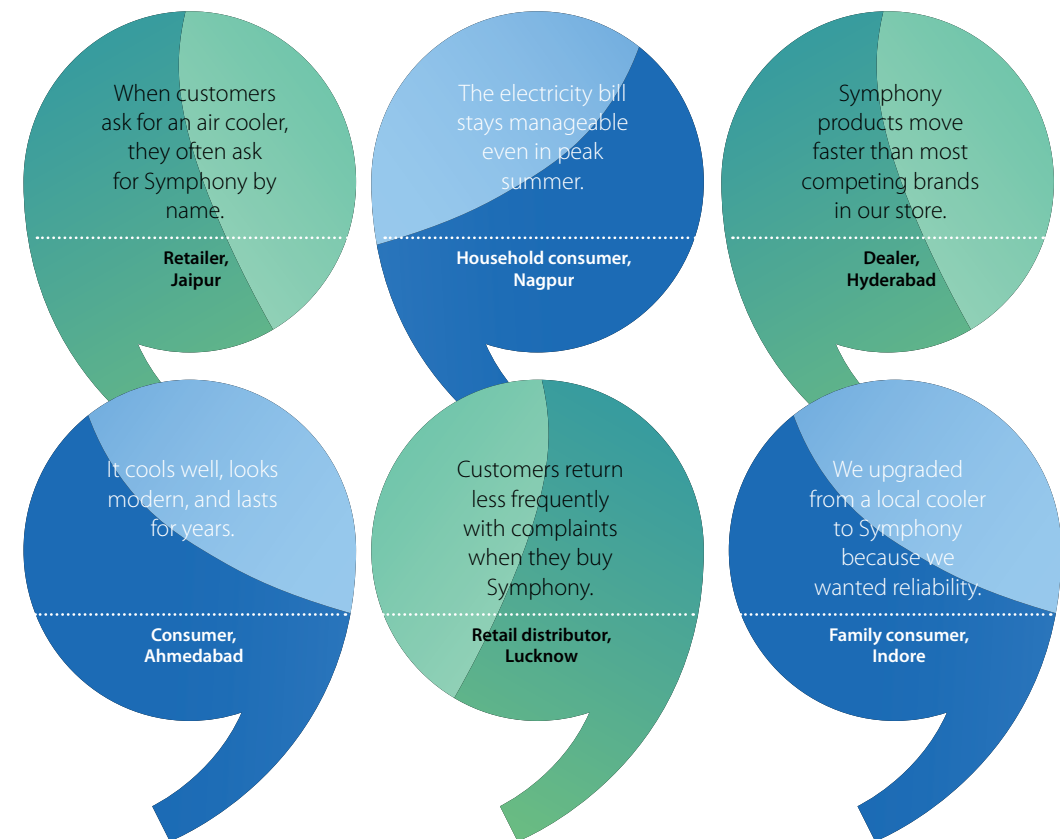 When customers
ask for an air cooler,
they often ask
for Symphony by
name.
Retailer,
Jaipur
The electricity bill
stays manageable
even in peak
summer.
Household consumer,
Nagpur
Symphony
products move
faster than most
competing brands
in our store.
Dealer,
Hyderabad
It cools well, looks
modern, and lasts
for years.
Consumer,
Ahmedabad
Customers return
less frequently
with complaints
when they buy
Symphony.
Retail distributor,
Lucknow
We upgraded
from a local cooler
to Symphony
because we
wanted reliability.
Family consumer,
Indore